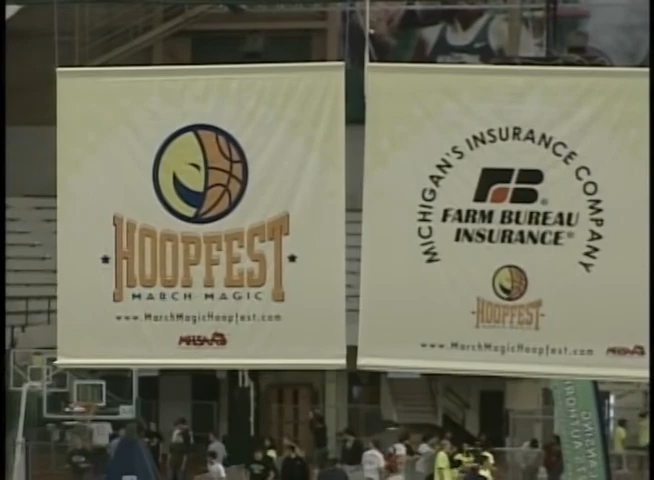 HOOPFEST
MARCH MAGIC
www.MarchMagicHoopfest.com
MHSAA
MICHIGAN'S INSURANCE COMPANY
FB
FARM BUREAU
INSURANCE
HOOPFEST
www.MarchMagicHoopfest.com
MHSAA